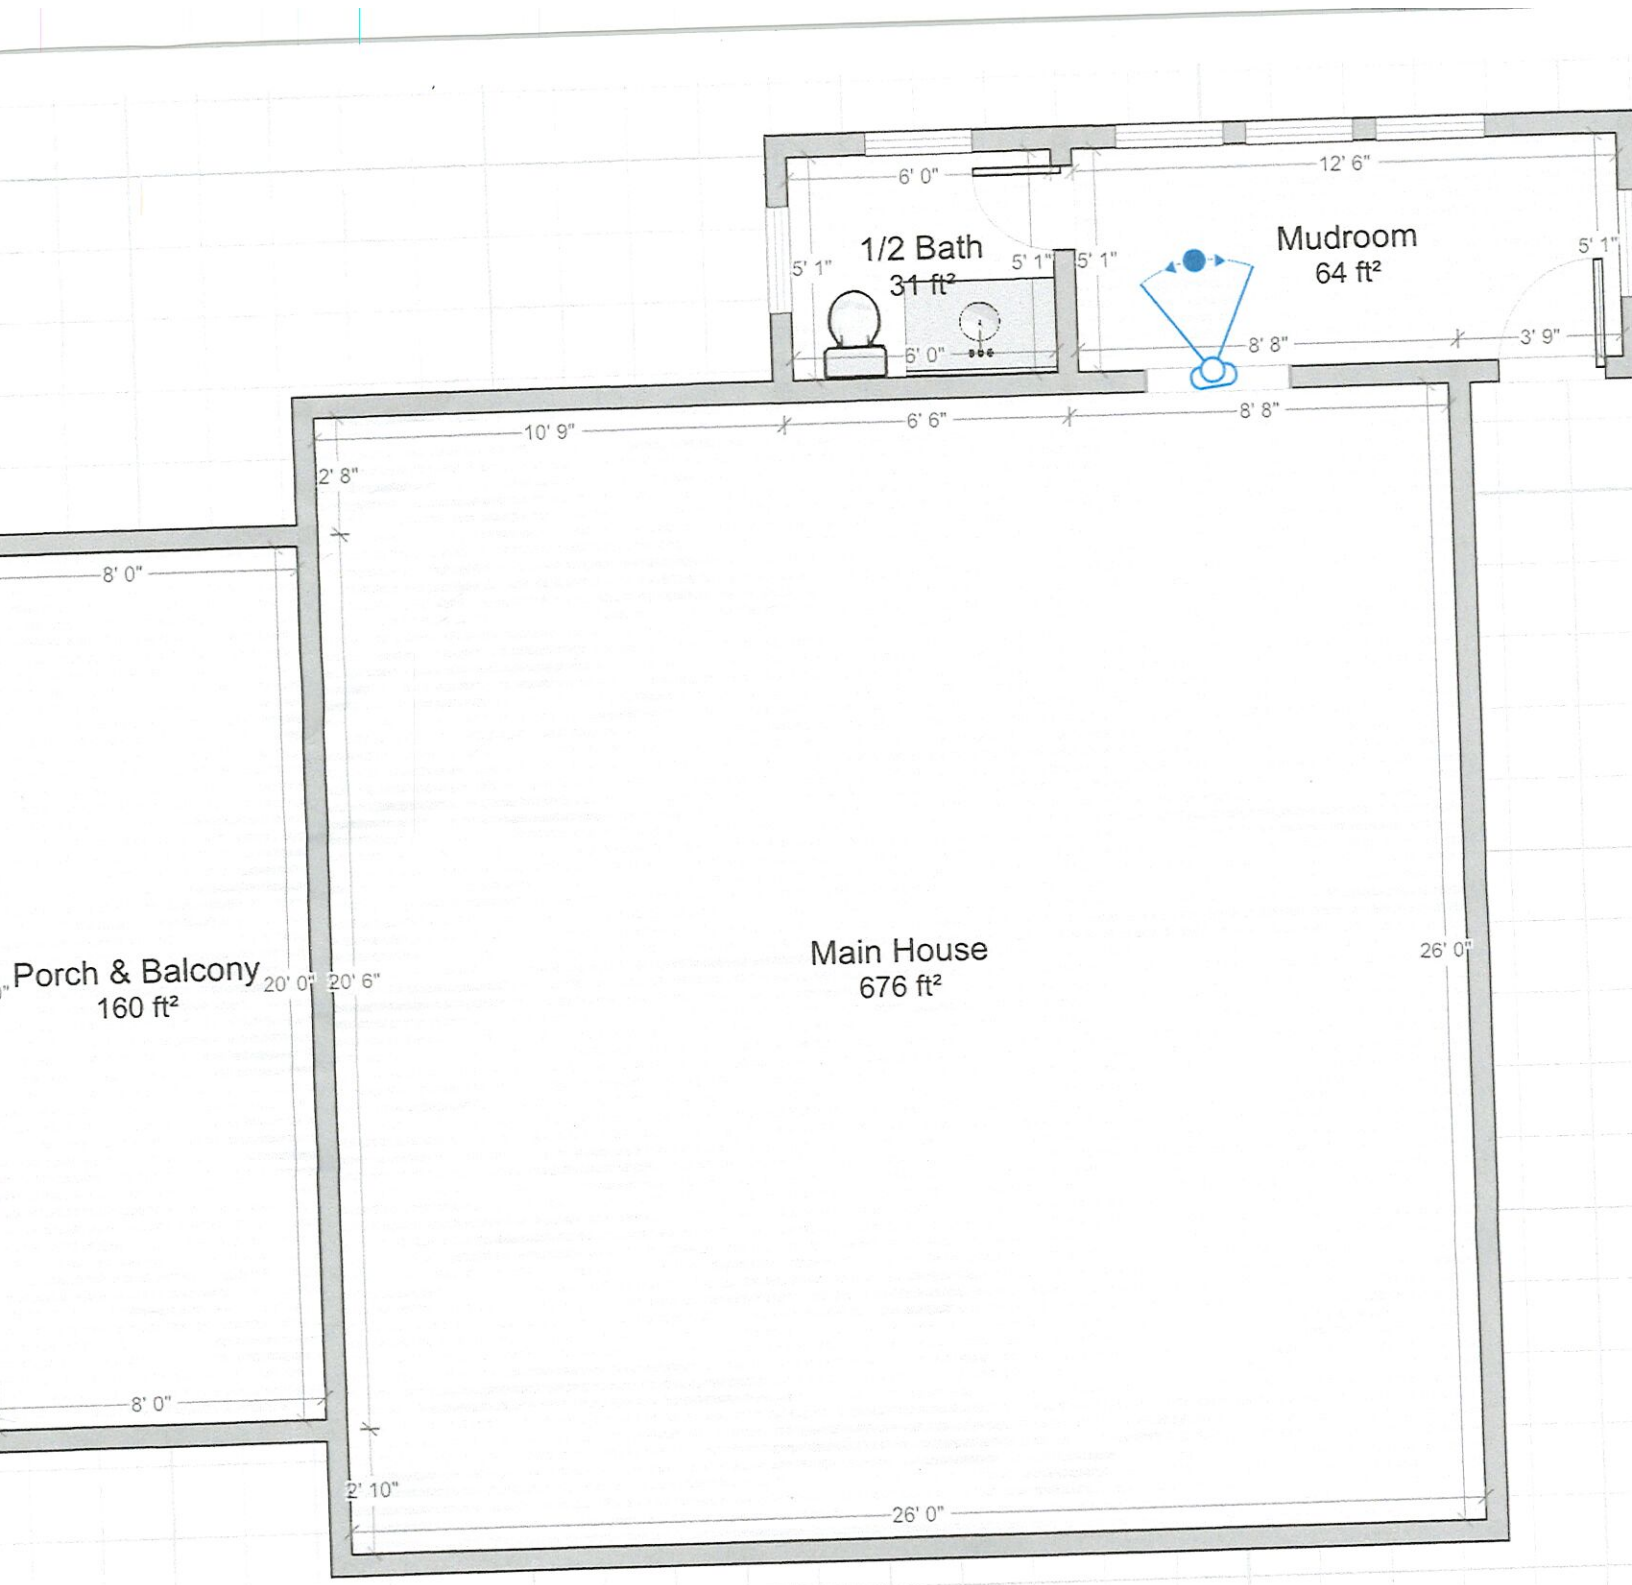 6' 0"
12' 6"
1/2 Bath
31 ft²
Mudroom
64 ft²
5' 1"
5' 1"
5' 1"
5' 1"
6' 0"
8' 8"
3' 9"
10' 9"
6' 6"
8' 8"
2' 8"
8' 0"
Main House
676 ft²
26' 0"
Porch & Balcony
160 ft²
20' 0"
20' 6"
8' 0"
2' 10"
26' 0"